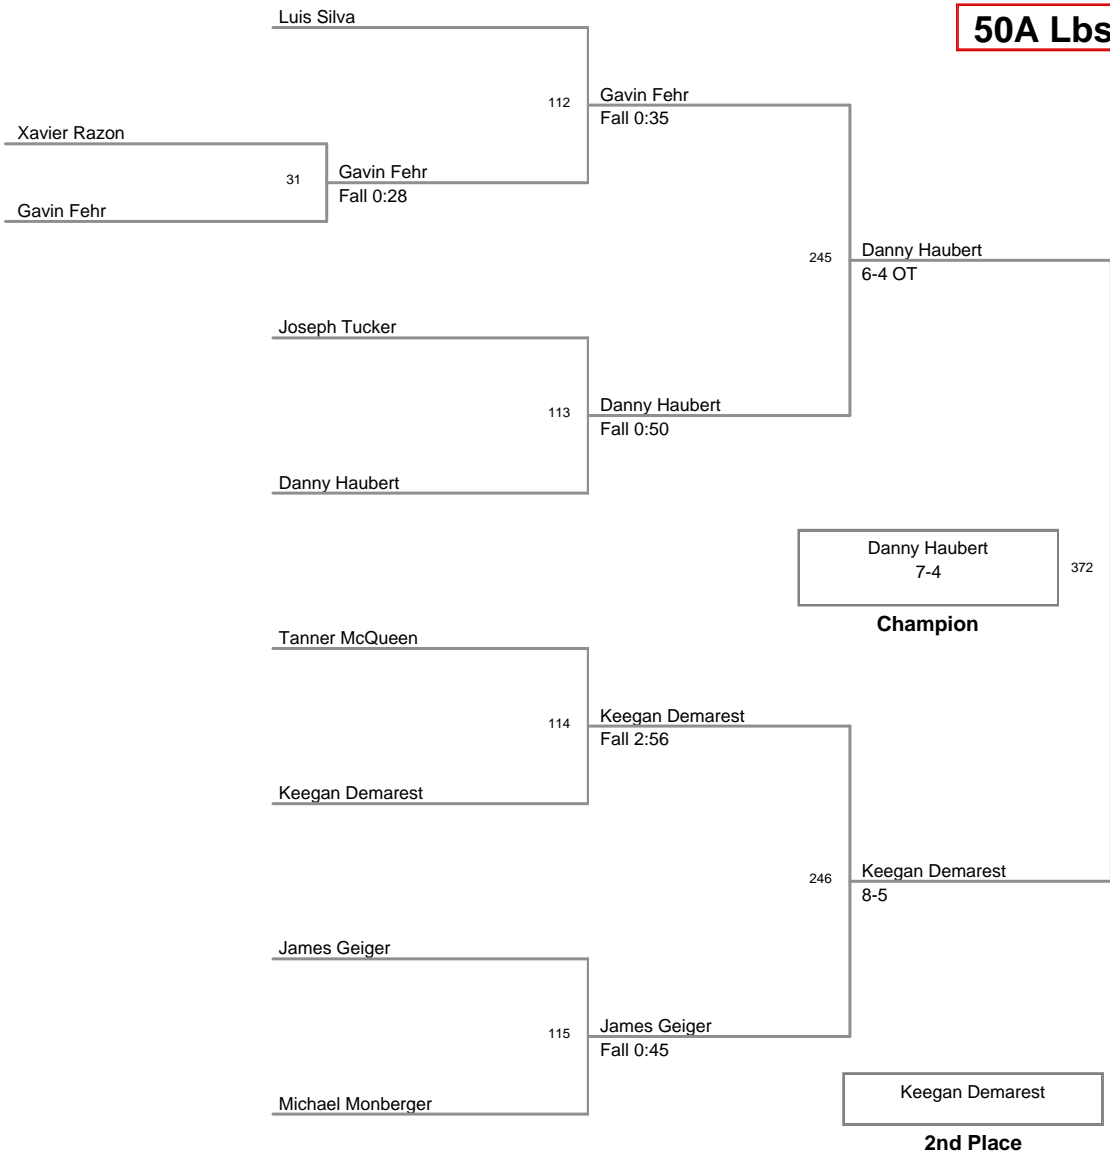 Luis Silva
50A Lbs
112
Gavin Fehr
Fall 0:35
Xavier Razon
31
Gavin Fehr
Fall 0:28
Gavin Fehr
245
Danny Haubert
6-4 OT
Joseph Tucker
113
Danny Haubert
Fall 0:50
Danny Haubert
Danny Haubert
7-4
372
Champion
Tanner McQueen
114
Keegan Demarest
Fall 2:56
Keegan Demarest
246
Keegan Demarest
8-5
James Geiger
115
James Geiger
Fall 0:45
Michael Monberger
Keegan Demarest
2nd Place